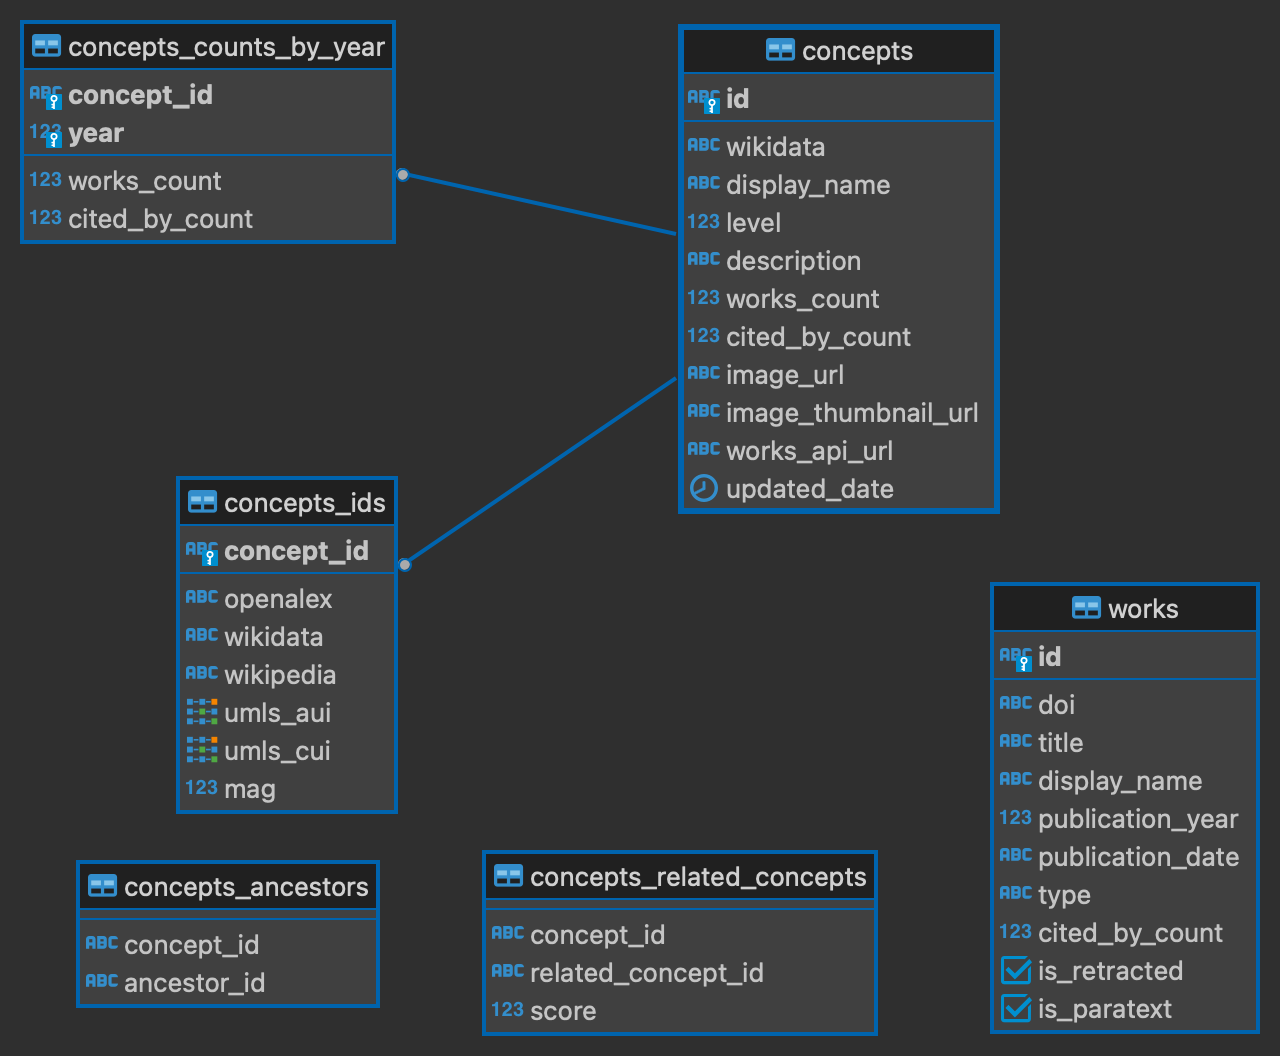 concepts_counts_by_year
ABC concept_id
123 year
123 works_count
123 cited_by_count
concepts
ABC id
ABC wikidata
ABC display_name
123 level
ABC description
123 works_count
123 cited_by_count
ABC image_url
ABC image_thumbnail_url
ABC works_api_url
updated_date
concepts_ids
ABC concept_id
ABC openalex
ABC wikidata
ABC wikipedia
umls_aui
umls_cui
123 mag
works
ABC id
ABC doi
ABC title
ABC display_name
123 publication_year
ABC publication_date
ABC type
123 cited_by_count
is_retracted
is_paratext
concepts_ancestors
ABC concept_id
ABC ancestor_id
concepts_related_concepts
ABC concept_id
ABC related_concept_id
123 score